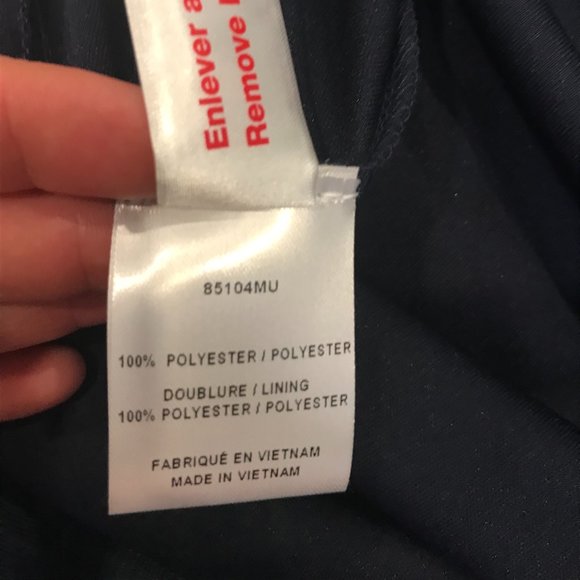 Enlever
Remove
85104MU
100% POLYESTER / POLYESTER
DOUBLURE / LINING
100% POLYESTER / POLYESTER
FABRIQUÉ EN VIETNAM
MADE IN VIETNAM